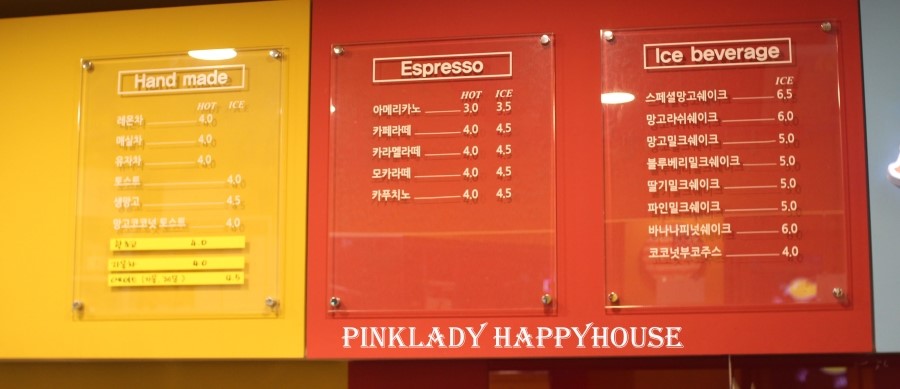 Hand made
HOT ICE
레몬차 4.0
매실차 4.0
유자차 4.0
토스트 4.0
생망고 4.5
망고코코넛 토스트 4.0
4.0
4.0
4.5
Espresso
HOT ICE
아메리카노 3.0 3.5
카페라떼 4.0 4.5
카라멜라떼 4.0 4.5
모카라떼 4.0 4.5
카푸치노 4.0 4.5
Ice beverage
ICE
스페셜망고쉐이크 6.5
망고라쉬쉐이크 6.0
망고밀크쉐이크 5.0
블루베리밀크쉐이크 5.0
딸기밀크쉐이크 5.0
파인밀크쉐이크 5.0
바나나피넛쉐이크 6.0
코코넛부코주스 4.0
PINKLADY HAPPYHOUSE